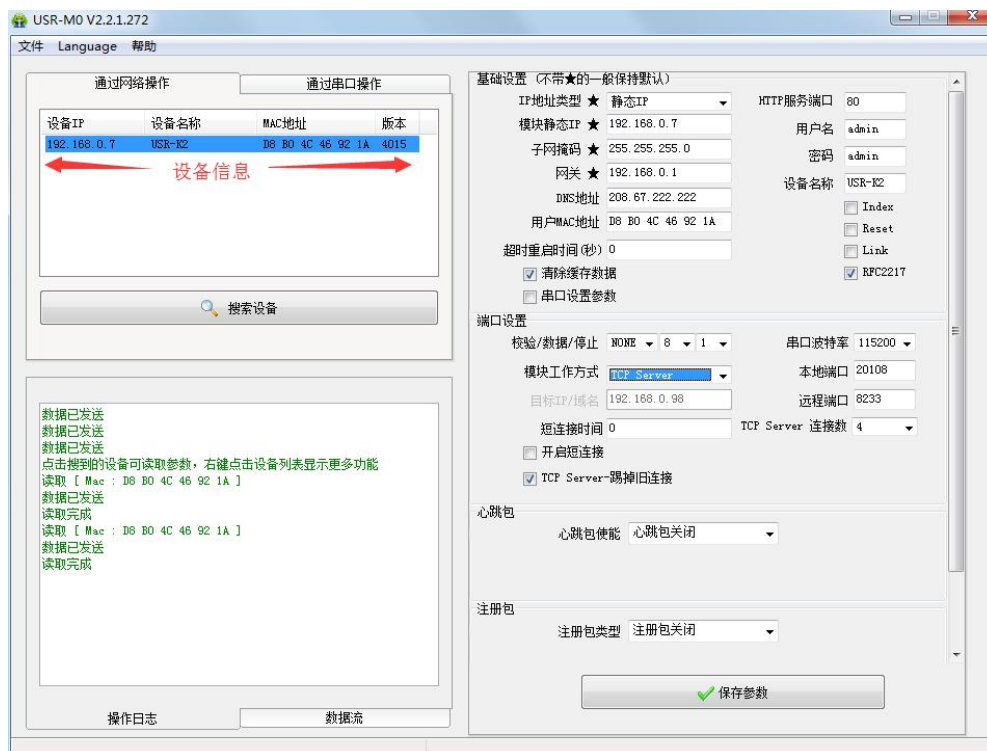 USR-M0 V2.2.1.272
文件 Language 帮助
通过网络操作 通过串口操作
设备IP 设备名称 MAC地址 版本
192.168.0.7 USR-K2 D8 B0 4C 46 92 1A 4015
设备信息
搜索设备
数据已发送
数据已发送
数据已发送
点击搜到的设备可读取参数，右键点击设备列表显示更多功能
读取 [ Mac : D8 B0 4C 46 92 1A ]
数据已发送
读取完成
读取 [ Mac : D8 B0 4C 46 92 1A ]
数据已发送
读取完成
操作日志 数据流
基础设置 (不带★的一般保持默认)
IP地址类型 ★ 静态IP
模块静态IP ★ 192.168.0.7
子网掩码 ★ 255.255.255.0
网关 ★ 192.168.0.1
DNS地址 208.67.222.222
用户MAC地址 D8 B0 4C 46 92 1A
超时重启时间(秒) 0
清除缓存数据
串口设置参数
HTTP服务端口 80
用户名 admin
密码 admin
设备名称 USR-K2
Index
Reset
Link
RFC2217
端口设置
校验/数据/停止 NONE 8 1 串口波特率 115200
模块工作方式 TCP Server 本地端口 20108
目标IP/域名 192.168.0.98 远程端口 8233
短连接时间 0 TCP Server 连接数 4
开启短连接
TCP Server-踢掉旧连接
心跳包
心跳包使能 心跳包关闭
注册包
注册包类型 注册包关闭
保存参数